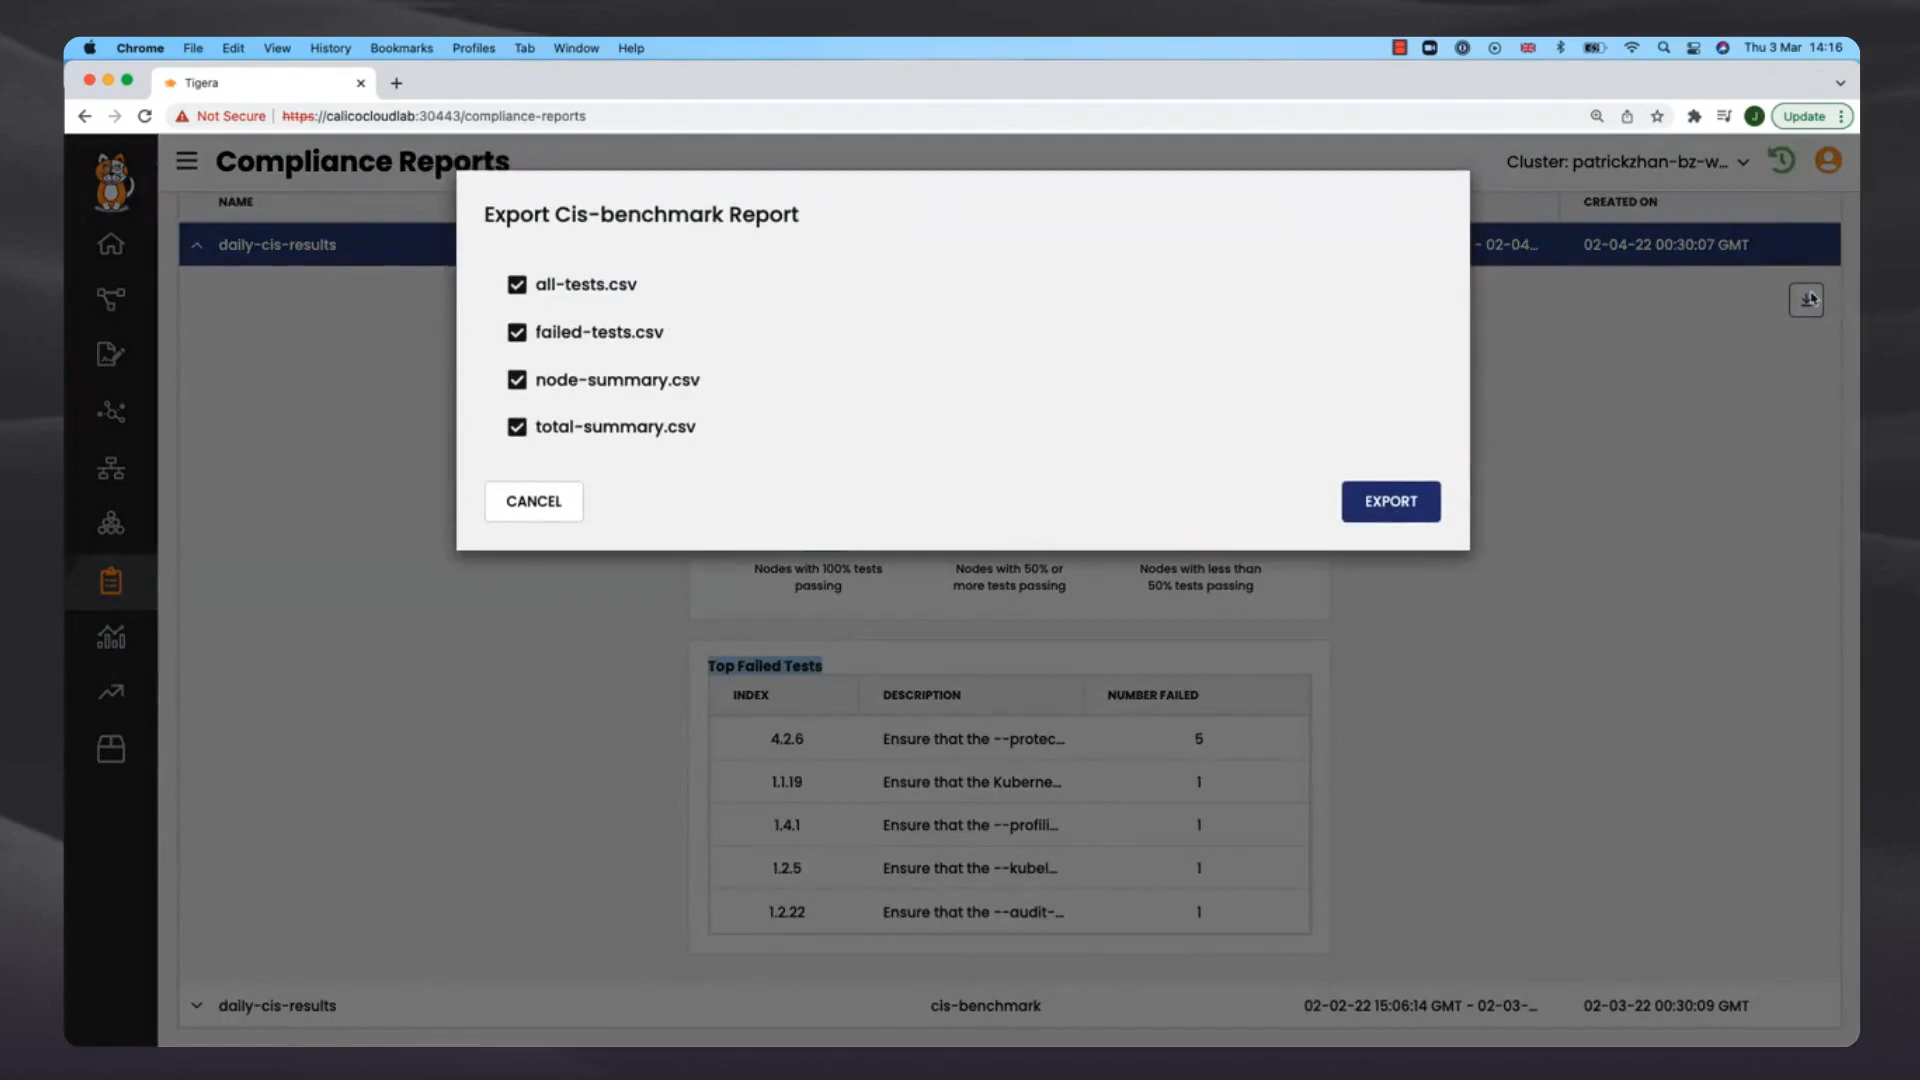 Chrome File Edit View History Bookmarks Profiles Tab Window Help Thu 3 Mar 14:16
Tigera
Not Secure https://calicocloudlab:30443/compliance-reports J Update
Compliance Reports Cluster: patrickzhan-bz-w...
NAME CREATED ON
daily-cis-results - 02-04... 02-04-22 00:30:07 GMT
Export Cis-benchmark Report
all-tests.csv
failed-tests.csv
node-summary.csv
total-summary.csv
CANCEL EXPORT
Nodes with 100% tests passing
Nodes with 50% or more tests passing
Nodes with less than 50% tests passing
Top Failed Tests
INDEX DESCRIPTION NUMBER FAILED
4.2.6 Ensure that the --protec... 5
1.1.19 Ensure that the Kuberne... 1
1.4.1 Ensure that the --profili... 1
1.2.5 Ensure that the --kubel... 1
1.2.22 Ensure that the --audit-... 1
daily-cis-results cis-benchmark 02-02-22 15:06:14 GMT - 02-03-... 02-03-22 00:30:09 GMT